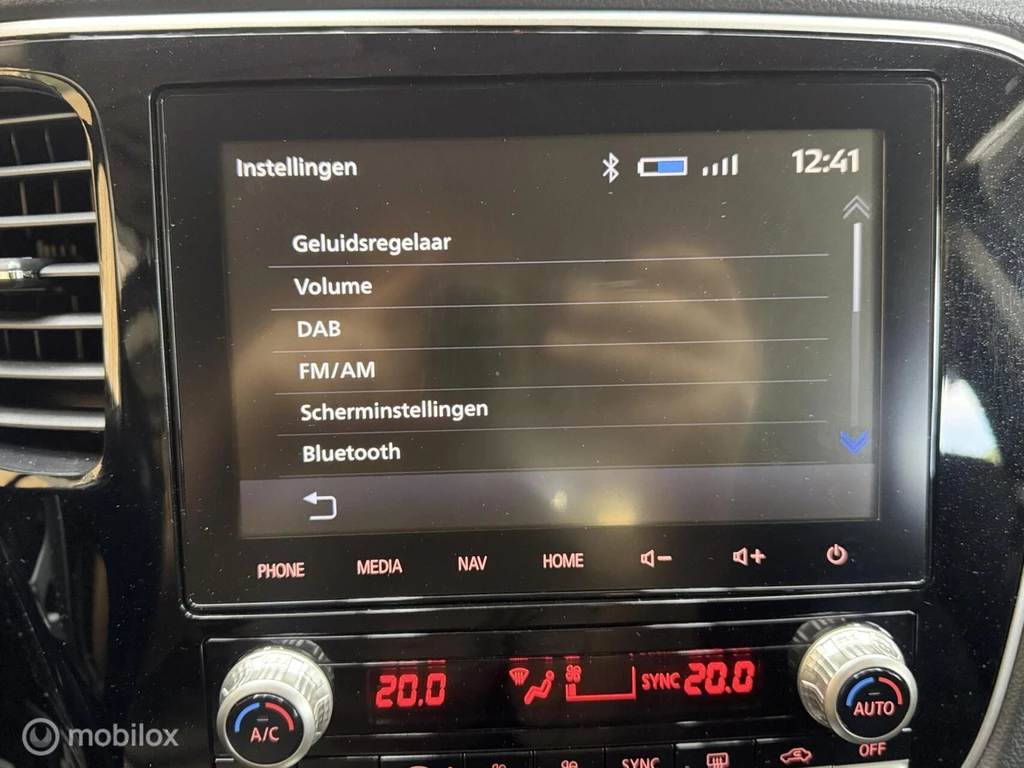 Instellingen 12:41
Geluidsregelaar
Volume
DAB
FM/AM
Scherminstellingen
Bluetooth
PHONE MEDIA NAV HOME
20.0 SYNC 20.0
A/C AUTO
SYNC OFF
mobilox